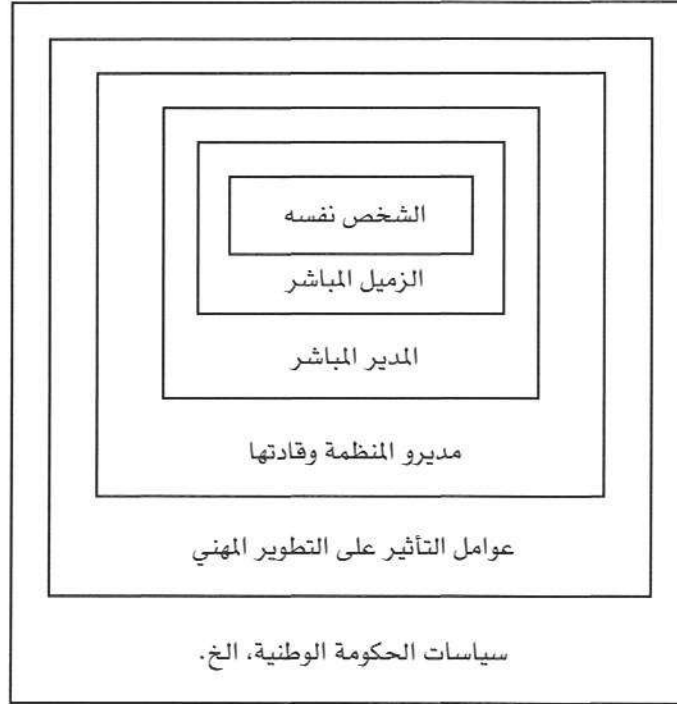 الشخص نفسه
الزميل المباشر
المدير المباشر
مديرو المنظمة وقادتها
عوامل التأثير على التطوير المهني
سياسات الحكومة الوطنية، الخ.